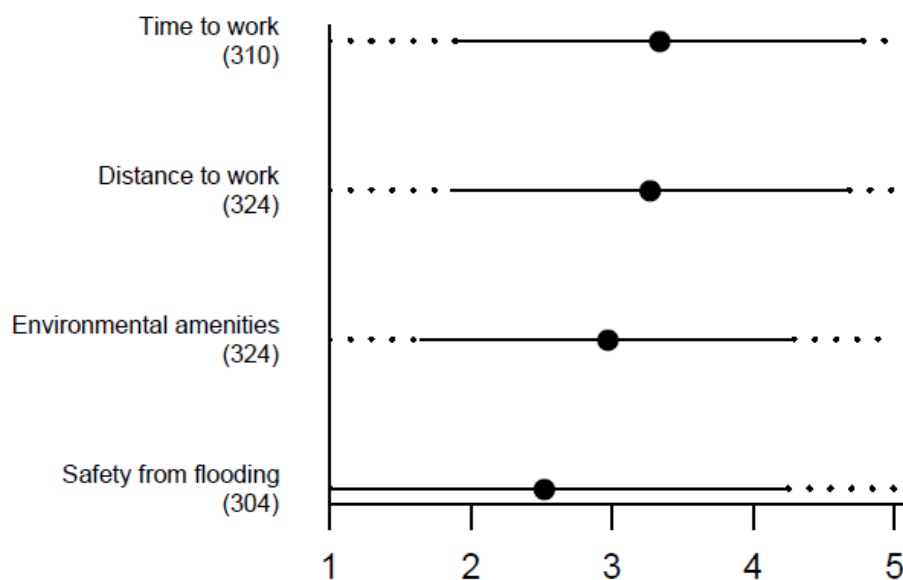 Time to work
(310)
Distance to work
(324)
Environmental amenities
(324)
Safety from flooding
(304)
1 2 3 4 5